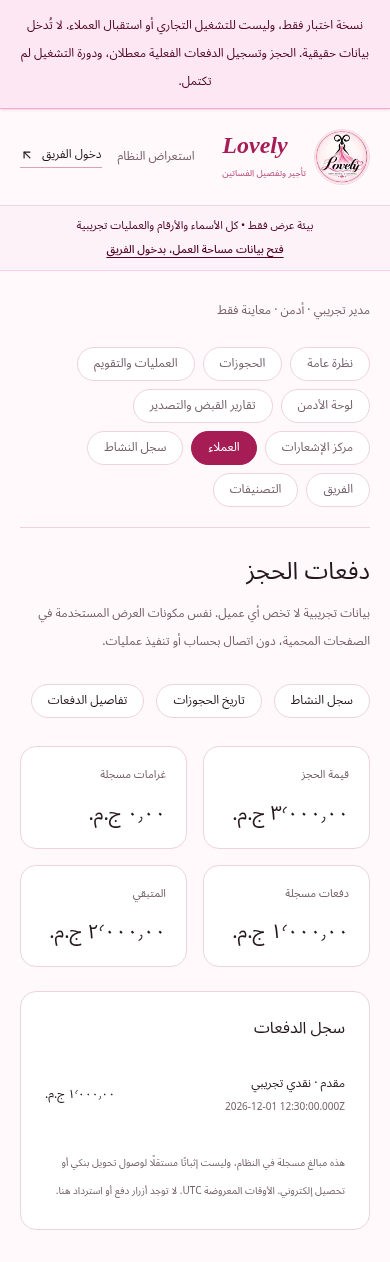 نسخة اختبار فقط، وليست للتشغيل التجاري أو استقبال العملاء. لا تُدخل
بيانات حقيقية. الحجز وتسجيل الدفعات الفعلية معطلان، ودورة التشغيل لم
تكتمل.
Lovely
Lovely
تأجير وتفصيل الفساتين
استعراض النظام
دخول الفريق ↖
بيئة عرض فقط • كل الأسماء والأرقام والعمليات تجريبية
فتح بيانات مساحة العمل، بدخول الفريق
مدير تجريبي · أدمن · معاينة فقط
نظرة عامة
الحجوزات
العمليات والتقويم
لوحة الأدمن
تقارير القبض والتصدير
مركز الإشعارات
العملاء
سجل النشاط
الفريق
التصنيفات
دفعات الحجز
بيانات تجريبية لا تخص أي عميل. نفس مكونات العرض المستخدمة في
الصفحات المحمية، دون اتصال بحساب أو تنفيذ عمليات.
سجل النشاط
تاريخ الحجوزات
تفاصيل الدفعات
قيمة الحجز
٣٬٠٠٠٫٠٠ ج.م.
غرامات مسجلة
٠٫٠٠ ج.م.
دفعات مسجلة
١٬٠٠٠٫٠٠ ج.م.
المتبقي
٢٬٠٠٠٫٠٠ ج.م.
سجل الدفعات
مقدم · نقدي تجريبي
2026-12-01 12:30:00.000Z
١٬٠٠٠٫٠٠ ج.م.
هذه مبالغ مسجلة في النظام، وليست إثباتًا مستقلًا لوصول تحويل بنكي أو
تحصيل إلكتروني. الأوقات المعروضة UTC. لا توجد أزرار دفع أو استرداد هنا.